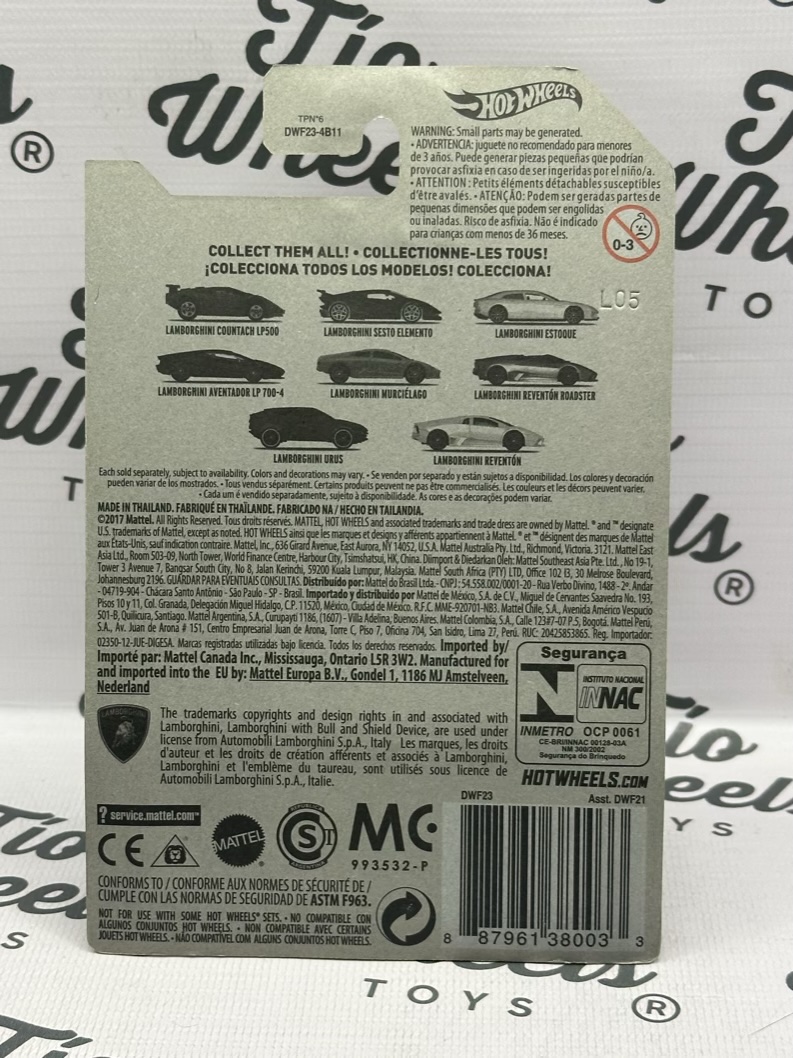 Tío
Wheels
®
TOYS
HOT WHEELS
TPN°6
DWF23-4B11
WARNING: Small parts may be generated.
• ADVERTENCIA: juguete no recomendado para menores
de 3 años. Puede generar piezas pequeñas que podrían
provocar asfixia en caso de ser ingeridas por el niño/a.
• ATTENTION : Petits éléments détachables susceptibles
d'être avalés. • ATENÇÃO: Podem ser geradas partes de
pequenas dimensões que podem ser engolidas
ou inaladas. Risco de asfixia. Não é indicado
para crianças com menos de 36 meses.
0-3
COLLECT THEM ALL! • COLLECTIONNE-LES TOUS!
¡COLECCIONA TODOS LOS MODELOS! COLECIONA!
L05
LAMBORGHINI COUNTACH LP500
LAMBORGHINI SESTO ELEMENTO
LAMBORGHINI ESTOQUE
LAMBORGHINI AVENTADOR LP 700-4
LAMBORGHINI MURCIÉLAGO
LAMBORGHINI REVENTÓN ROADSTER
LAMBORGHINI URUS
LAMBORGHINI REVENTÓN
Each sold separately, subject to availability. Colors and decorations may vary. • Se venden por separado y están sujetos a disponibilidad. Los colores y decoración
pueden variar de los mostrados. • Tous vendus séparément. Certains produits peuvent ne pas être commercialisés. Les couleurs et les décors peuvent varier.
• Cada um é vendido separadamente, sujeito à disponibilidade. As cores e as decorações podem variar.
MADE IN THAILAND. FABRIQUÉ EN THAÏLANDE. FABRICADO NA / HECHO EN TAILANDIA.
©2017 Mattel. All Rights Reserved. Tous droits réservés. MATTEL, HOT WHEELS and associated trademarks and trade dress are owned by Mattel. ® and ™ designate
U.S. trademarks of Mattel, except as noted. HOT WHEELS ainsi que les marques et designs y afférents appartiennent à Mattel. ® et ™ désignent des marques de Mattel
aux États-Unis, sauf indication contraire. Mattel, Inc., 636 Girard Avenue, East Aurora, NY 14052, U.S.A. Mattel Australia Pty. Ltd., Richmond, Victoria. 3121. Mattel East
Asia Ltd., Room 503-09, North Tower, World Finance Centre, Harbour City, Tsimshatsui, HK, China. Diimport & Diedarkan Oleh: Mattel Southeast Asia Pte. Ltd., No 19-1,
Tower 3 Avenue 7, Bangsar South City, No 8, Jalan Kerinchi, 59200 Kuala Lumpur, Malaysia. Mattel South Africa (PTY) LTD, Office 102 I3, 30 Melrose Boulevard,
Johannesburg 2196. GUARDAR PARA EVENTUAIS CONSULTAS. Distribuído por: Mattel do Brasil Ltda. - CNPJ : 54.558.002/0001-20 - Rua Verbo Divino, 1488 - 2º. Andar
- 04719-904 - Chácara Santo Antônio - São Paulo - SP - Brasil. Importado y distribuido por Mattel de México, S.A. de C.V., Miguel de Cervantes Saavedra No. 193,
Pisos 10 y 11, Col. Granada, Delegación Miguel Hidalgo, C.P. 11520, México, Ciudad de México. R.F.C. MME-920701-NB3. Mattel Chile, S.A., Avenida Américo Vespucio
501-B, Quilicura, Santiago. Mattel Argentina, S.A., Curupayti 1186, (1607) - Villa Adelina, Buenos Aires. Mattel Colombia, S.A., Calle 123#7-07 P.5, Bogotá. Mattel Perú,
S.A., Av. Juan de Arona # 151, Centro Empresarial Juan de Arona, Torre C, Piso 7, Oficina 704, San Isidro, Lima 27, Perú. RUC: 20425853865. Reg. Importador:
02350-12-JUE-DIGESA. Marcas registradas utilizadas bajo licencia. Todos los derechos reservados. Imported by/
Importé par: Mattel Canada Inc., Mississauga, Ontario L5R 3W2. Manufactured for
and imported into the EU by: Mattel Europa B.V., Gondel 1, 1186 MJ Amstelveen,
Nederland
Segurança
INSTITUTO NACIONAL
INNAC
INMETRO OCP 0061
CE-BRI/INNAC 00128-03A
NM 300/2002
Segurança do Brinquedo
LAMBORGHINI
The trademarks copyrights and design rights in and associated with
Lamborghini, Lamborghini with Bull and Shield Device, are used under
license from Automobili Lamborghini S.p.A., Italy Les marques, les droits
d'auteur et les droits de création afférents et associés à Lamborghini,
Lamborghini et l'emblème du taureau, sont utilisés sous licence de
Automobili Lamborghini S.p.A., Italie.
HOTWHEELS.COM
DWF23
Asst. DWF21
? service.mattel.com™
CE
MATTEL
REPUBLICA
S
ARGENTINA
MC
993532-P
CONFORMS TO / CONFORME AUX NORMES DE SÉCURITÉ DE /
CUMPLE CON LAS NORMAS DE SEGURIDAD DE ASTM F963.
NOT FOR USE WITH SOME HOT WHEELS® SETS. • NO COMPATIBLE CON
ALGUNOS CONJUNTOS HOT WHEELS. • NON COMPATIBLE AVEC CERTAINS
JOUETS HOT WHEELS. • NÃO COMPATÍVEL COM ALGUNS CONJUNTOS HOT WHEELS.
8 87961 38003 3
TOYS ®